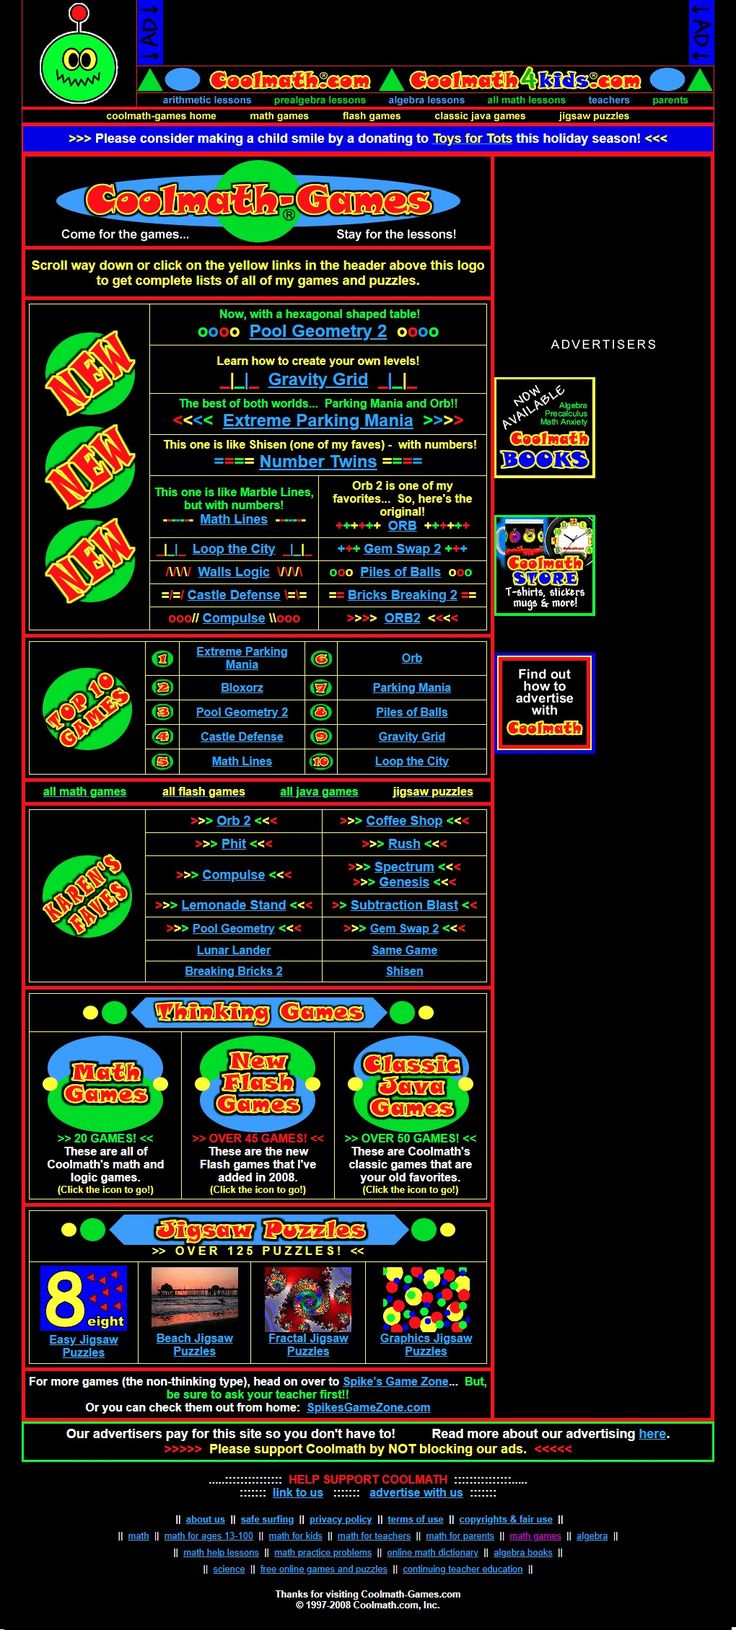 ↓AD↓
↓AD↓
Coolmath®.com Coolmath4kids®.com
arithmetic lessons prealgebra lessons algebra lessons all math lessons teachers parents
coolmath-games home math games flash games classic java games jigsaw puzzles
>>> Please consider making a child smile by a donating to Toys for Tots this holiday season! <<<
Coolmath-Games®
Come for the games... Stay for the lessons!
Scroll way down or click on the yellow links in the header above this logo
to get complete lists of all of my games and puzzles.
NEW
NEW
NEW
Now, with a hexagonal shaped table!
oooo Pool Geometry 2 oooo
Learn how to create your own levels!
_|_|_ Gravity Grid _|_|_
The best of both worlds... Parking Mania and Orb!!
<<<< Extreme Parking Mania >>>>
This one is like Shisen (one of my faves) - with numbers!
==== Number Twins ====
This one is like Marble Lines,
but with numbers!
------ Math Lines ------
Orb 2 is one of my
favorites... So, here's the
original!
++++++ ORB ++++++
_|_|_ Loop the City _|_|_
+++ Gem Swap 2 +++
/\/\/\/ Walls Logic \/\/\/\
ooo Piles of Balls ooo
=/=/ Castle Defense \=\=
== Bricks Breaking 2 ==
ooo// Compulse \\ooo
>>>> ORB2 <<<<
TOP 10
GAMES
1 Extreme Parking
Mania
6 Orb
2 Bloxorz
7 Parking Mania
3 Pool Geometry 2
8 Piles of Balls
4 Castle Defense
9 Gravity Grid
5 Math Lines
10 Loop the City
all math games all flash games all java games jigsaw puzzles
KAREN'S
FAVES
>>> Orb 2 <<<
>>> Coffee Shop <<<
>>> Phit <<<
>>> Rush <<<
>>> Compulse <<<
>>> Spectrum <<<
>>> Genesis <<<
>>> Lemonade Stand <<<
>> Subtraction Blast <<
>>> Pool Geometry <<<
>>> Gem Swap 2 <<<
Lunar Lander
Same Game
Breaking Bricks 2
Shisen
Thinking Games
Math
Games
>> 20 GAMES! <<
These are all of
Coolmath's math and
logic games.
(Click the icon to go!)
New
Flash
Games
>> OVER 45 GAMES! <<
These are the new
Flash games that I've
added in 2008.
(Click the icon to go!)
Classic
Java
Games
>> OVER 50 GAMES! <<
These are Coolmath's
classic games that are
your old favorites.
(Click the icon to go!)
Jigsaw Puzzles
>> OVER 125 PUZZLES! <<
8
eight
Easy Jigsaw
Puzzles
Beach Jigsaw
Puzzles
Fractal Jigsaw
Puzzles
Graphics Jigsaw
Puzzles
For more games (the non-thinking type), head on over to Spike's Game Zone... But,
be sure to ask your teacher first!!
Or you can check them out from home: SpikesGameZone.com
ADVERTISERS
NOW
AVAILABLE
Algebra
Precalculus
Math Anxiety
Coolmath
BOOKS
Coolmath
STORE
T-shirts, stickers
mugs & more!
Find out
how to
advertise
with
Coolmath
Our advertisers pay for this site so you don't have to! Read more about our advertising here.
>>>>> Please support Coolmath by NOT blocking our ads. <<<<<
.....::::::::::::::: HELP SUPPORT COOLMATH :::::::::::::::.....
::::::: link to us ::::::: advertise with us :::::::
|| about us || safe surfing || privacy policy || terms of use || copyrights & fair use ||
|| math || math for ages 13-100 || math for kids || math for teachers || math for parents || math games || algebra ||
|| math help lessons || math practice problems || online math dictionary || algebra books ||
|| science || free online games and puzzles || continuing teacher education ||
Thanks for visiting Coolmath-Games.com
© 1997-2008 Coolmath.com, Inc.